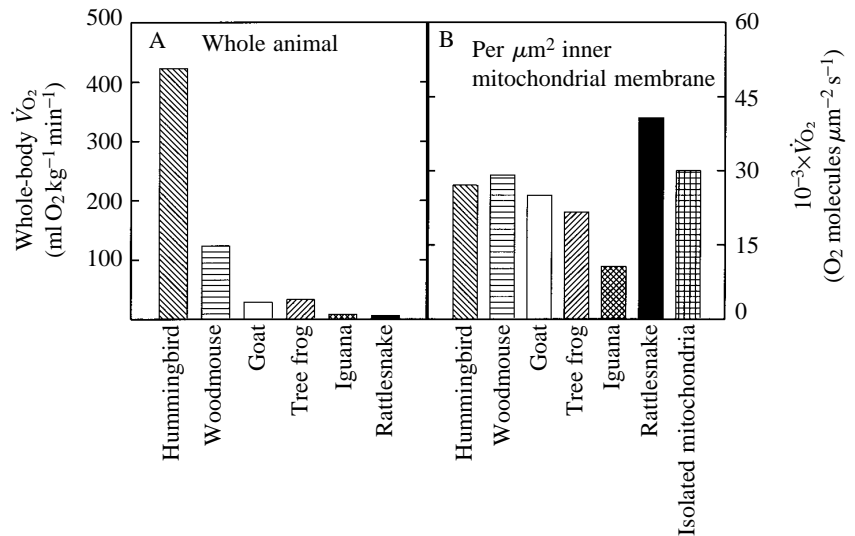 Whole-body V̇O₂
(ml O₂ kg⁻¹ min⁻¹)
500
400
300
200
100
A
Whole animal
Hummingbird
Woodmouse
Goat
Tree frog
Iguana
Rattlesnake
B
Per µm² inner
mitochondrial membrane
Hummingbird
Woodmouse
Goat
Tree frog
Iguana
Rattlesnake
Isolated mitochondria
60
45
30
15
0
10⁻³×V̇O₂
(O₂ molecules µm⁻² s⁻¹)